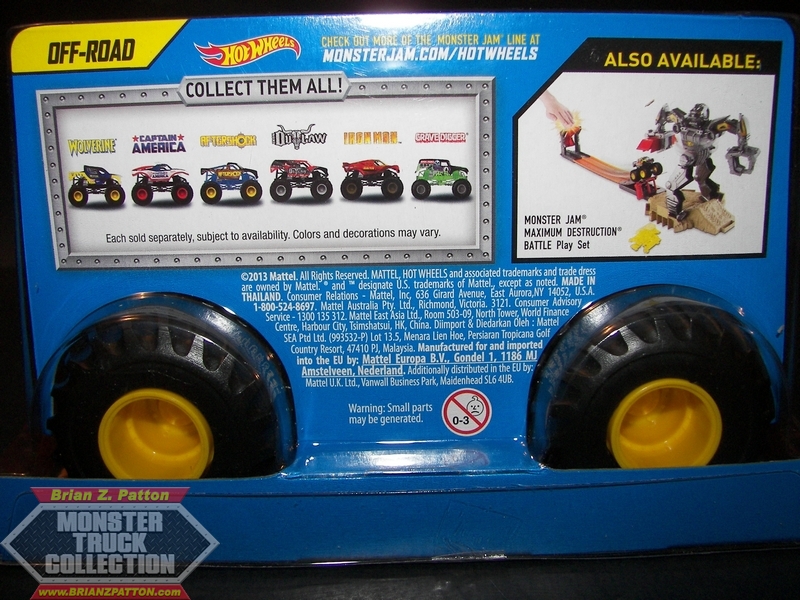 OFF-ROAD
Hot Wheels
CHECK OUT MORE OF THE MONSTER JAM® LINE AT
MONSTERJAM.COM/HOTWHEELS
ALSO AVAILABLE:
COLLECT THEM ALL!
WOLVERINE
CAPTAIN AMERICA
AFTERSHOCK
OUTLAW
IRON MAN
GRAVE DIGGER
Each sold separately, subject to availability. Colors and decorations may vary.
MONSTER JAM®
MAXIMUM DESTRUCTION®
BATTLE Play Set
©2013 Mattel. All Rights Reserved. MATTEL, HOT WHEELS and associated trademarks and trade dress
are owned by Mattel. ® and ™ designate U.S. trademarks of Mattel, except as noted. MADE IN
THAILAND. Consumer Relations - Mattel, Inc, 636 Girard Avenue, East Aurora, NY 14052, U.S.A.
1-800-524-8697. Mattel Australia Pty. Ltd., Richmond, Victoria. 3121. Consumer Advisory
Service - 1300 135 312. Mattel East Asia Ltd., Room 503-09, North Tower, World Finance
Centre, Harbour City, Tsimshatsui, HK, China. Diimport & Diedarkan Oleh : Mattel
SEA Ptd Ltd. (993532-P) Lot 13.5, Menara Lien Hoe, Persiaran Tropicana Golf
Country Resort, 47410 PJ, Malaysia. Manufactured for and imported
into the EU by: Mattel Europa B.V., Gondel 1, 1186 MJ
Amstelveen, Nederland. Additionally distributed in the EU by:
Mattel U.K. Ltd., Vanwall Business Park, Maidenhead SL6 4UB.
Warning: Small parts
may be generated.
0-3
Brian Z. Patton
MONSTER
TRUCK
COLLECTION
www.BRIANZPATTON.com